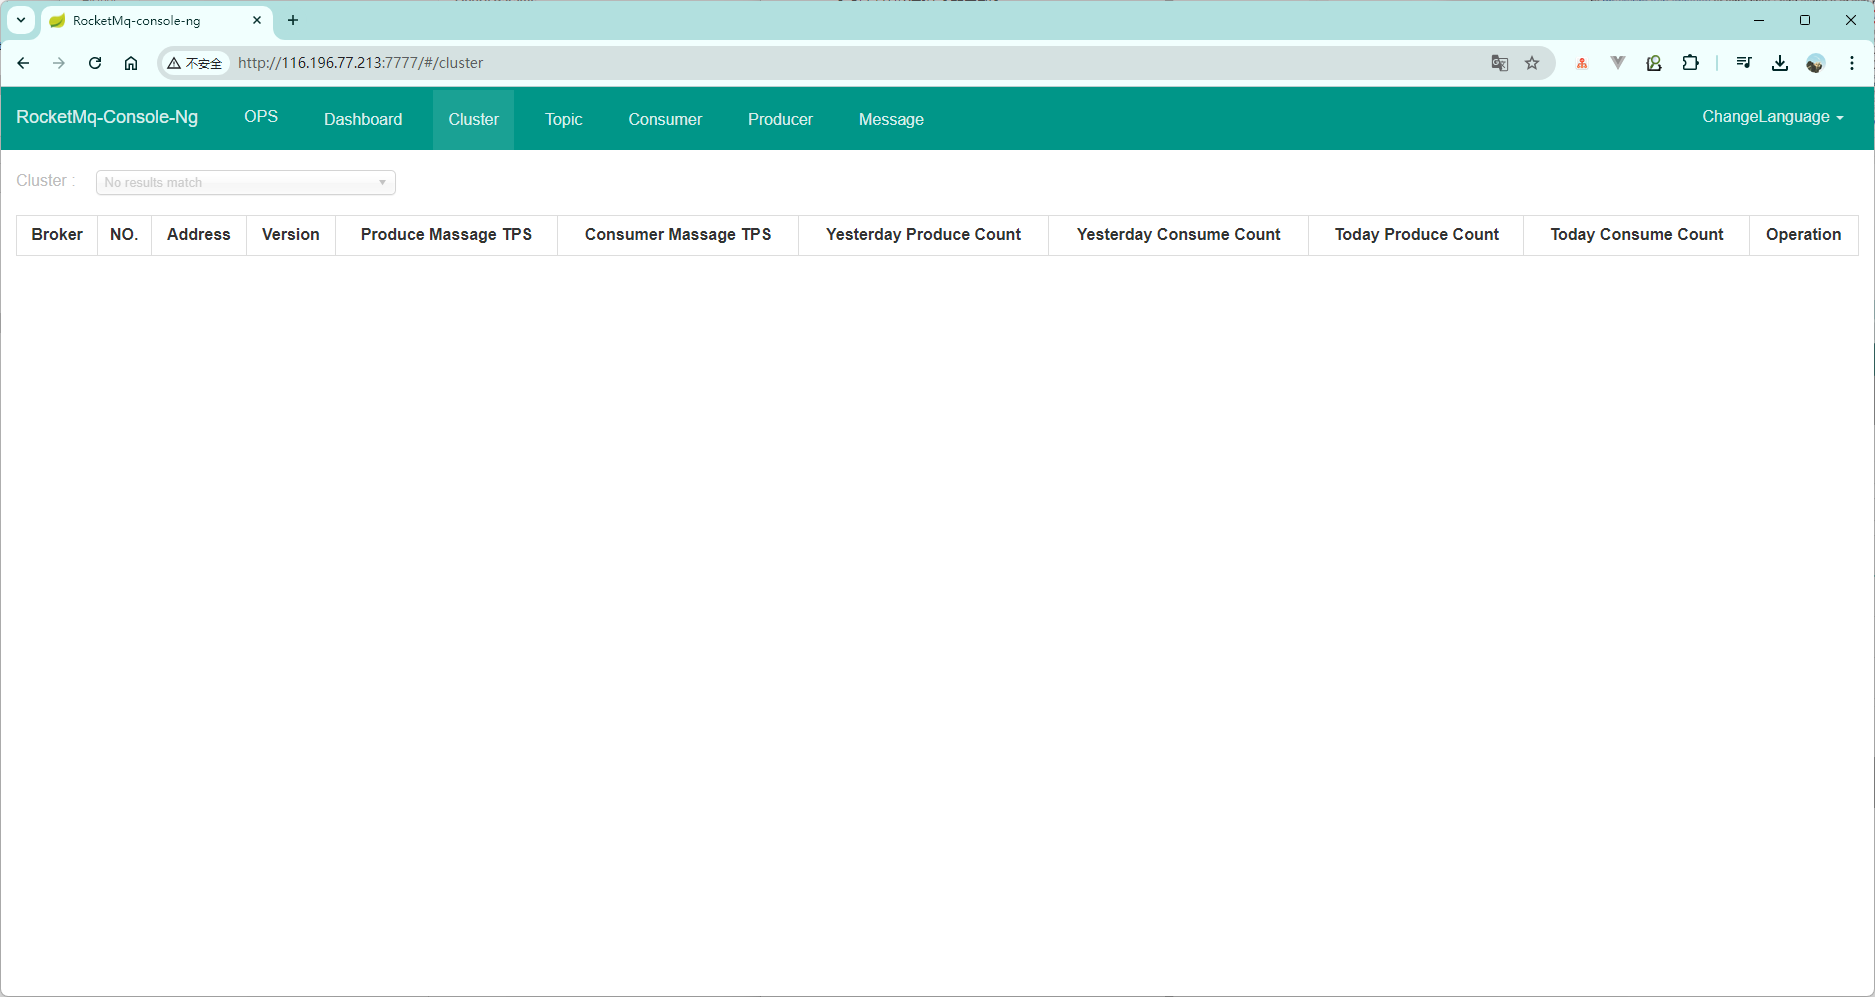 RocketMq-console-ng
不安全 http://116.196.77.213:7777/#/cluster
RocketMq-Console-Ng OPS Dashboard Cluster Topic Consumer Producer Message ChangeLanguage
Cluster : No results match
Broker NO. Address Version Produce Massage TPS Consumer Massage TPS Yesterday Produce Count Yesterday Consume Count Today Produce Count Today Consume Count Operation